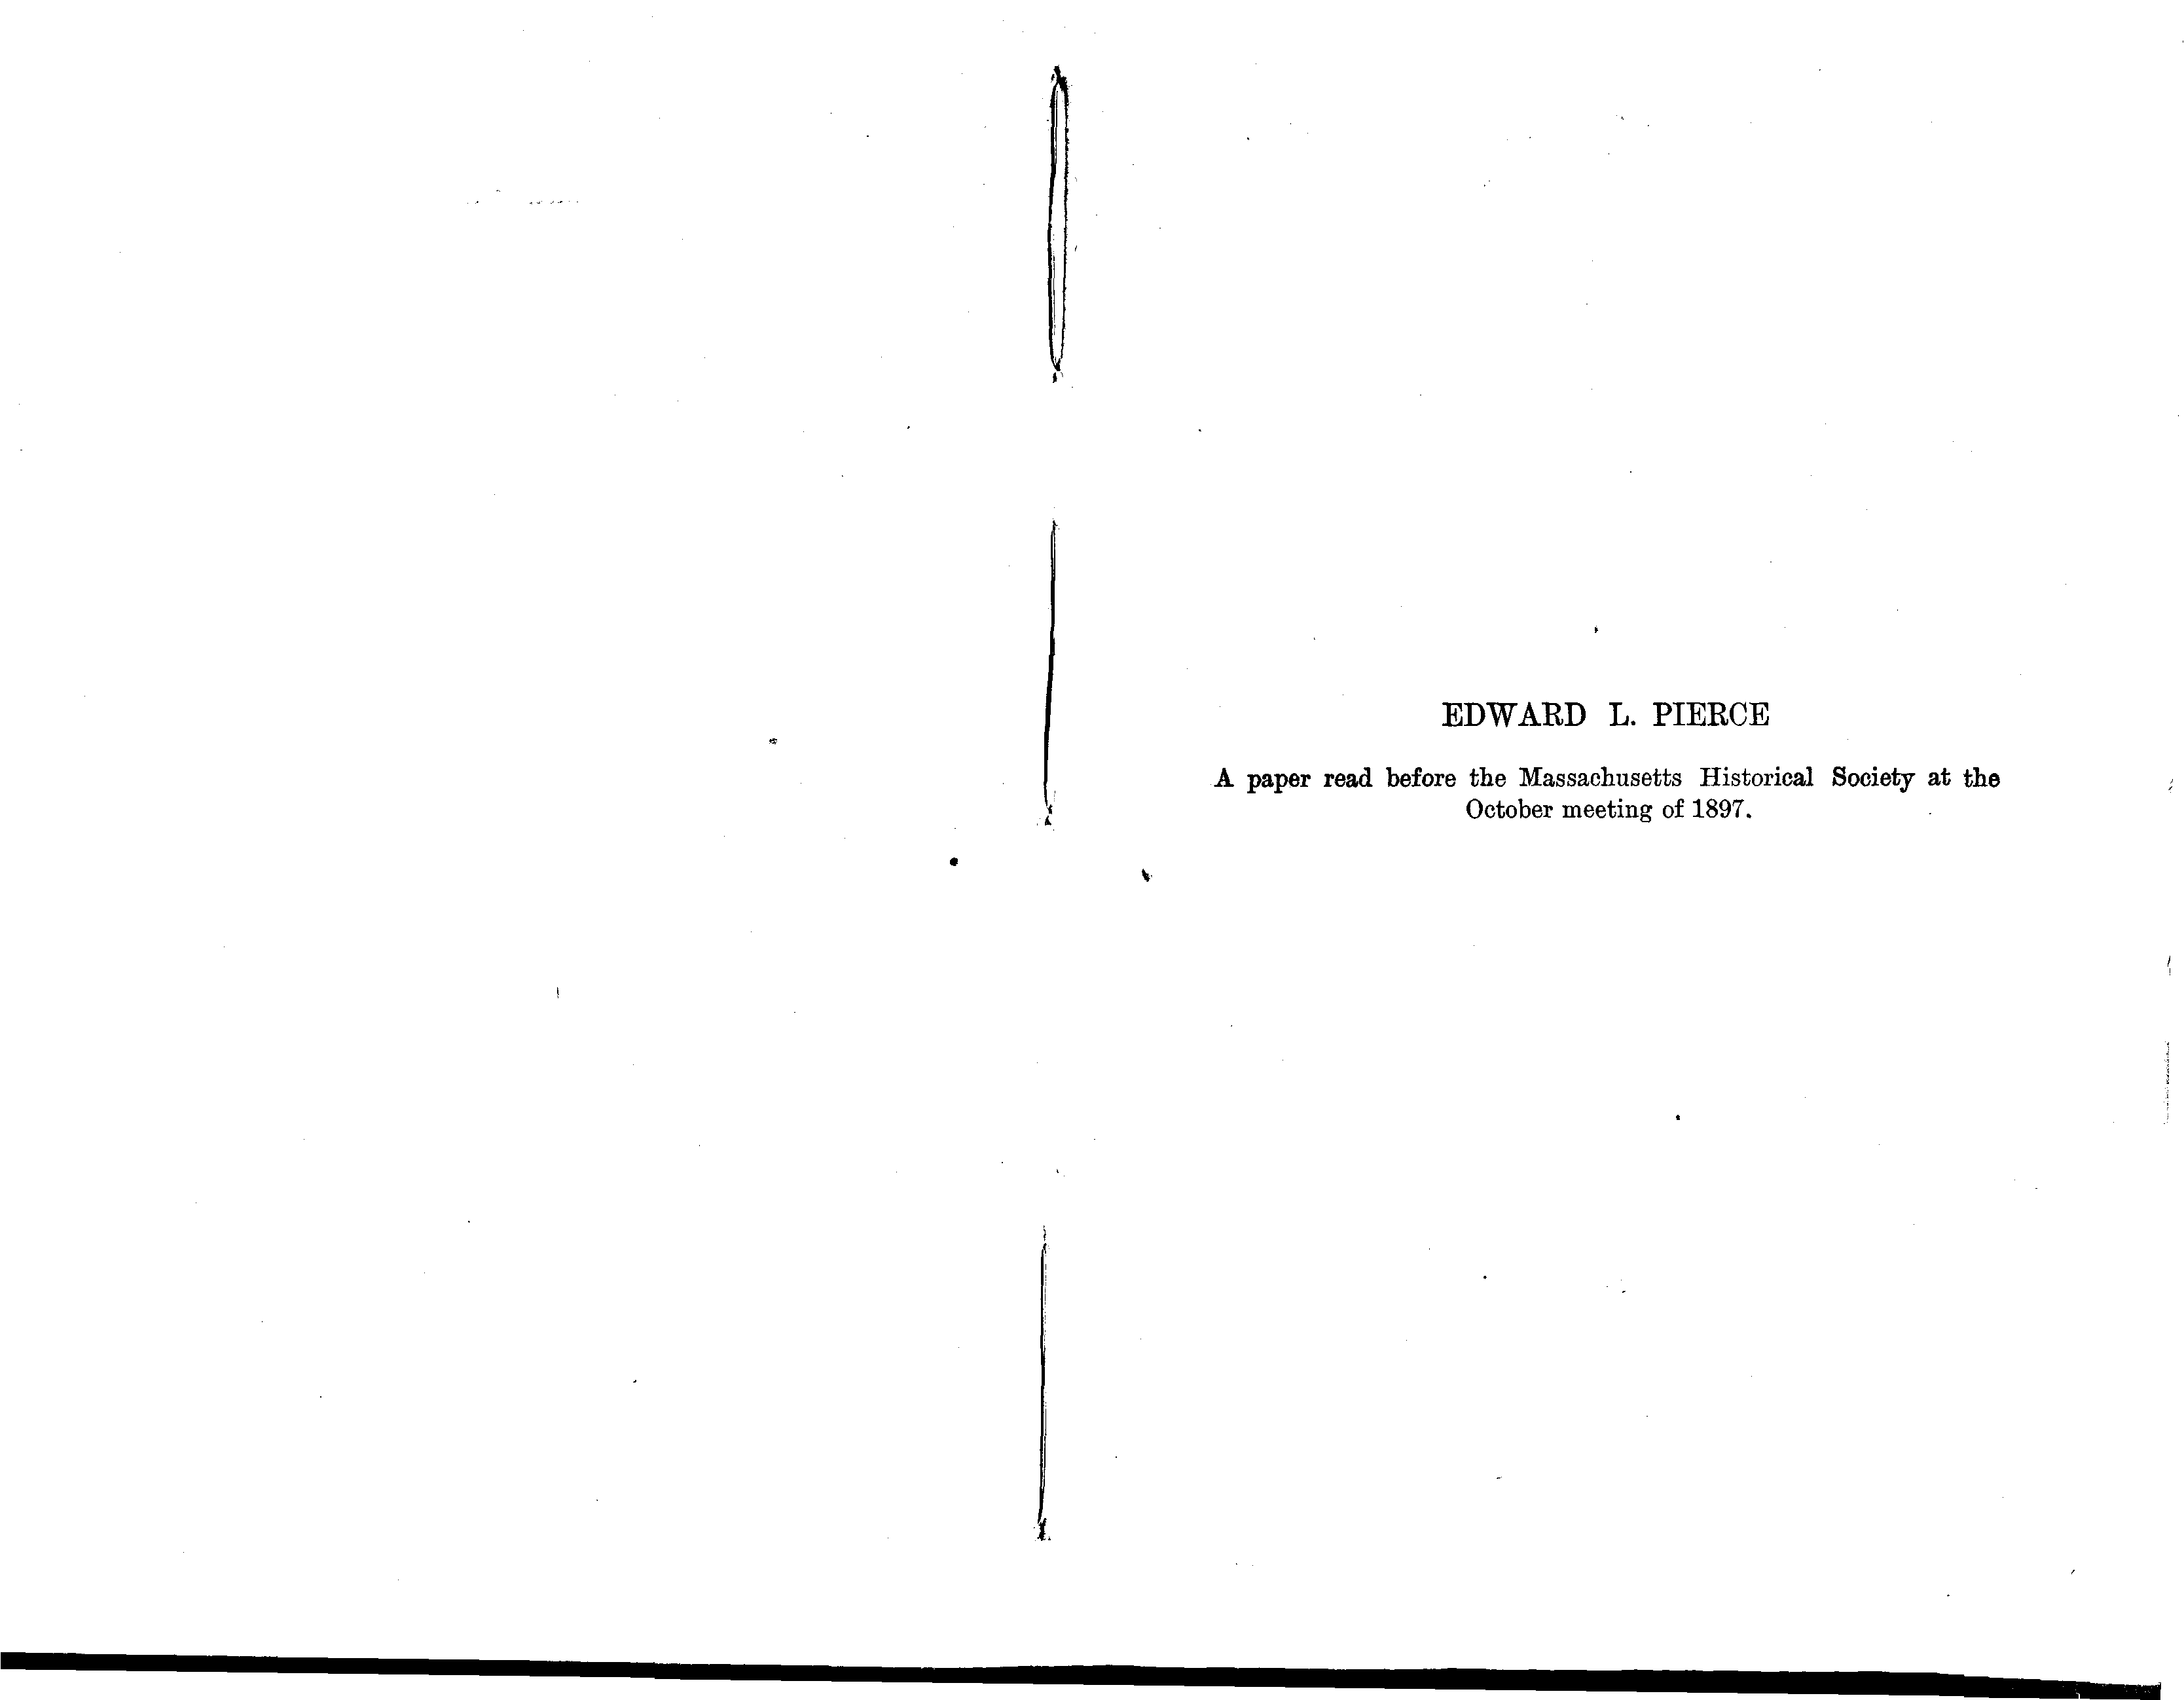 EDWARD L. PIERCE
A paper read before the Massachusetts Historical Society at the
October meeting of 1897.